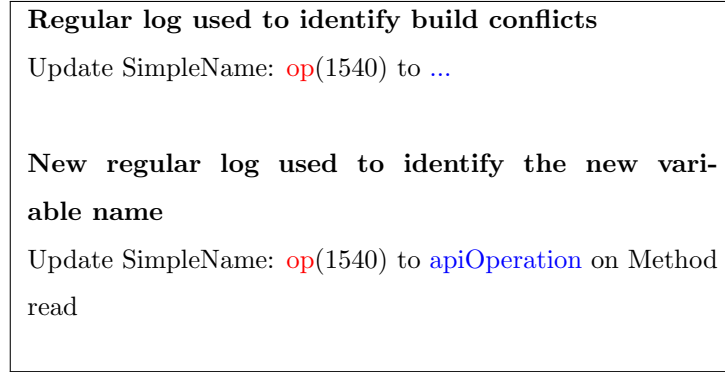 Regular log used to identify build conflicts
Update SimpleName: op(1540) to ...
New regular log used to identify the new vari-
able name
Update SimpleName: op(1540) to apiOperation on Method
read